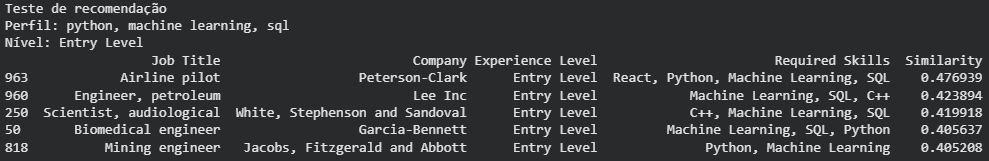 Teste de recomendação
Perfil: python, machine learning, sql
Nível: Entry Level
Job Title Company Experience Level Required Skills Similarity
963 Airline pilot Peterson-Clark Entry Level React, Python, Machine Learning, SQL 0.476939
960 Engineer, petroleum Lee Inc Entry Level Machine Learning, SQL, C++ 0.423894
250 Scientist, audiological White, Stephenson and Sandoval Entry Level C++, Machine Learning, SQL 0.419918
50 Biomedical engineer Garcia-Bennett Entry Level Machine Learning, SQL, Python 0.405637
818 Mining engineer Jacobs, Fitzgerald and Abbott Entry Level Python, Machine Learning 0.405208